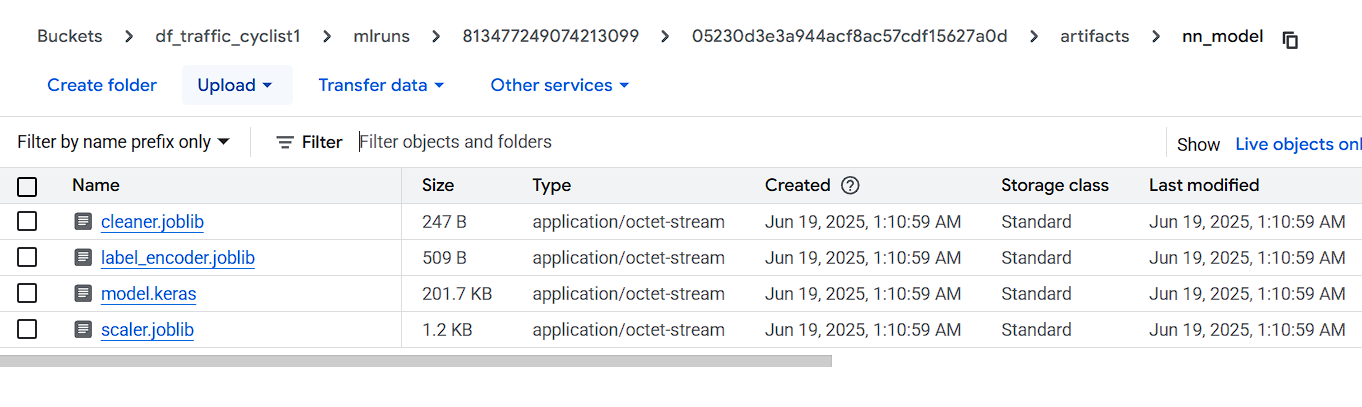 Buckets > df_traffic_cyclist1 > mlruns > 813477249074213099 > 05230d3e3a944acf8ac57cdf15627a0d > artifacts > nn_model
Create folder Upload Transfer data Other services
Filter by name prefix only Filter Filter objects and folders Show Live objects onl
Name Size Type Created Storage class Last modified
cleaner.joblib 247 B application/octet-stream Jun 19, 2025, 1:10:59 AM Standard Jun 19, 2025, 1:10:59 AM
label_encoder.joblib 509 B application/octet-stream Jun 19, 2025, 1:10:59 AM Standard Jun 19, 2025, 1:10:59 AM
model.keras 201.7 KB application/octet-stream Jun 19, 2025, 1:10:59 AM Standard Jun 19, 2025, 1:10:59 AM
scaler.joblib 1.2 KB application/octet-stream Jun 19, 2025, 1:10:59 AM Standard Jun 19, 2025, 1:10:59 AM